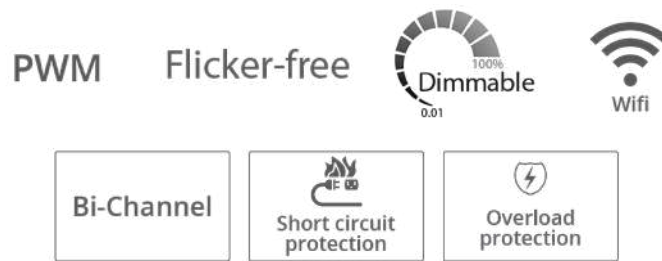 PWM
Flicker-free
100%
Dimmable
0.01
Wifi
Bi-Channel
Short circuit
protection
Overload
protection